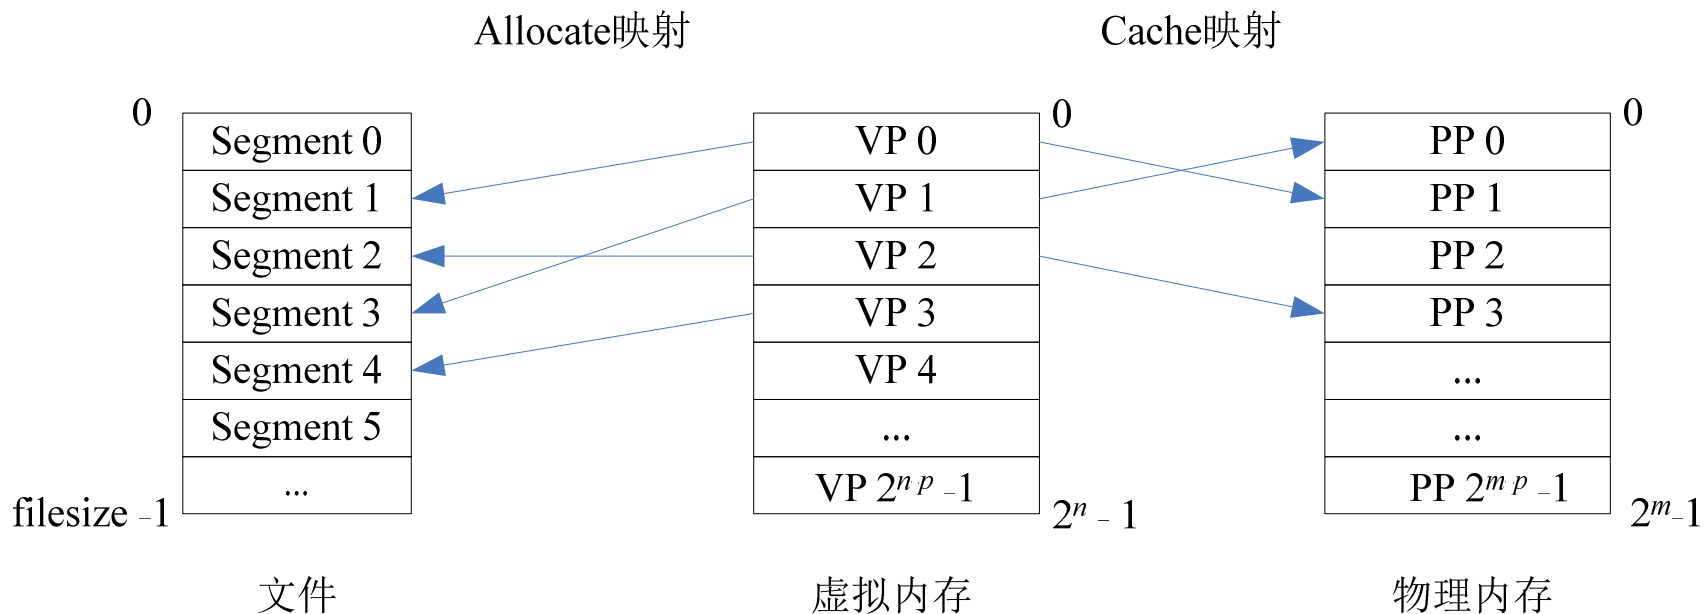 Allocate映射
Cache映射
0
Segment 0
Segment 1
Segment 2
Segment 3
Segment 4
Segment 5
...
filesize -1
文件
0
VP 0
VP 1
VP 2
VP 3
VP 4
...
VP 2ⁿ⁻ᵖ -1
2ⁿ - 1
虚拟内存
0
PP 0
PP 1
PP 2
PP 3
...
...
PP 2ᵐ⁻ᵖ -1
2ᵐ-1
物理内存